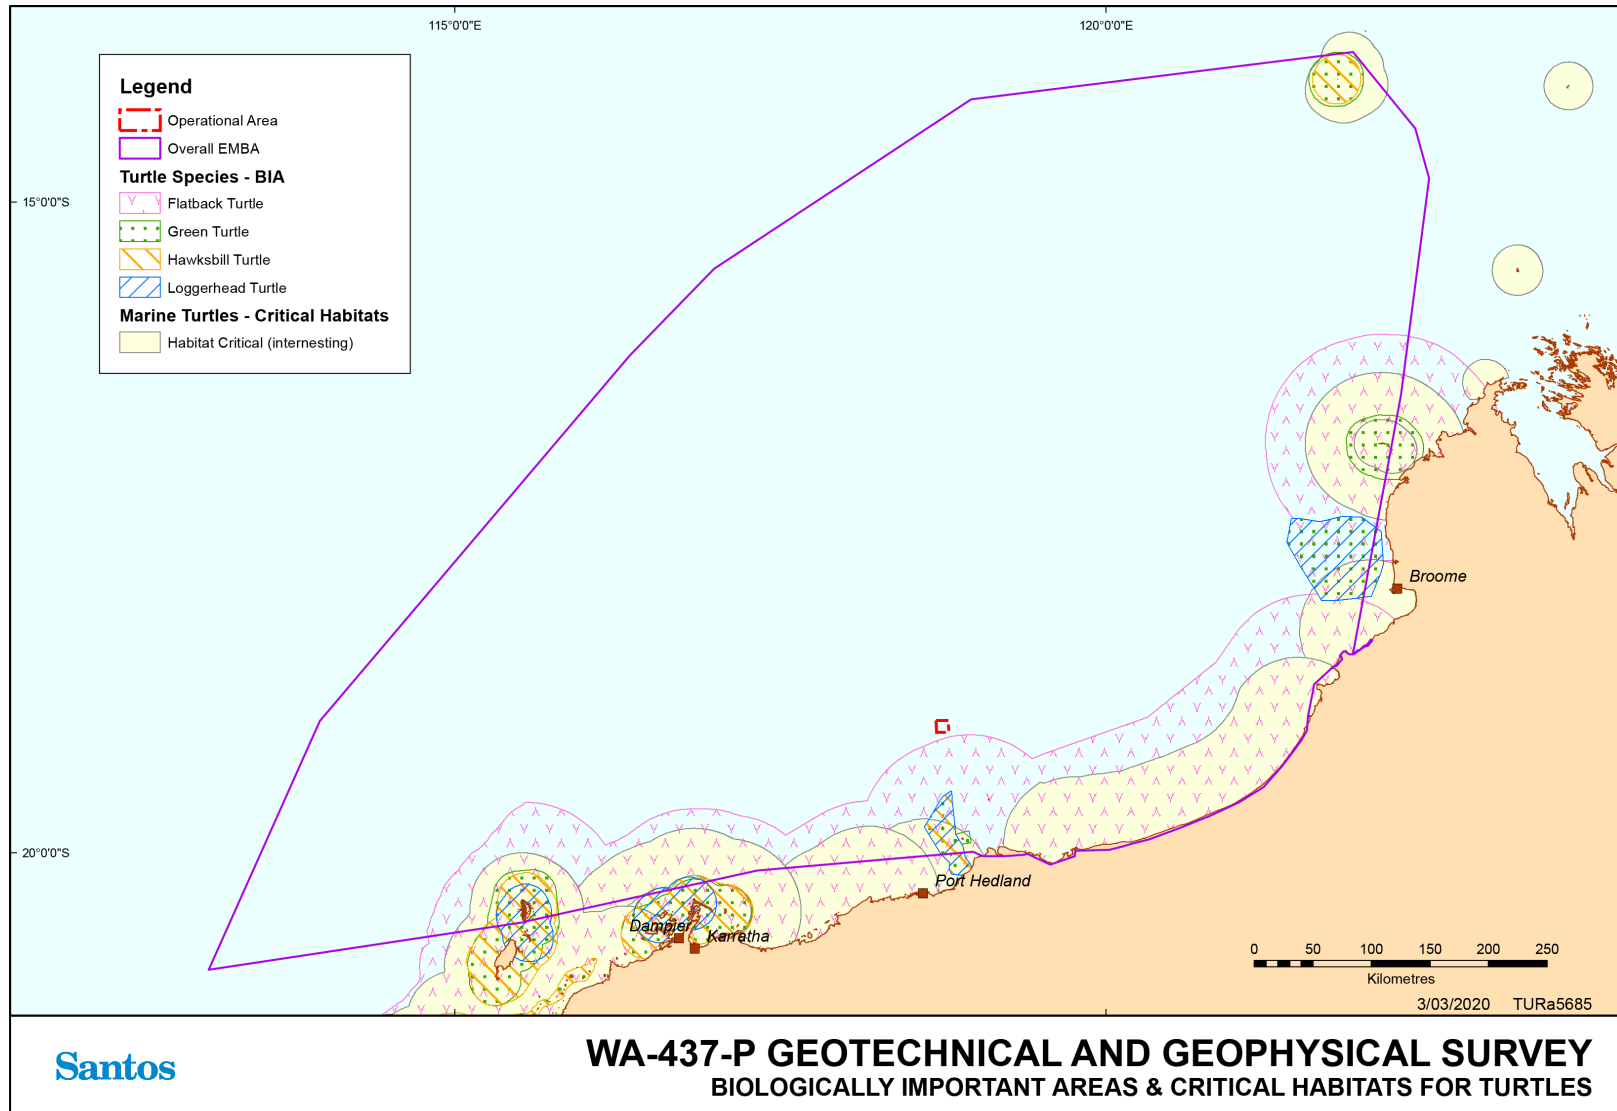 115°0'0"E
120°0'0"E
Legend
Operational Area
Overall EMBA
Turtle Species - BIA
Flatback Turtle
Green Turtle
Hawksbill Turtle
Loggerhead Turtle
Marine Turtles - Critical Habitats
Habitat Critical (internesting)
15°0'0"S
Broome
20°0'0"S
Port Hedland
Dampier
Karratha
0 50 100 150 200 250
Kilometres
3/03/2020 TURa5685
Santos
WA-437-P GEOTECHNICAL AND GEOPHYSICAL SURVEY
BIOLOGICALLY IMPORTANT AREAS & CRITICAL HABITATS FOR TURTLES